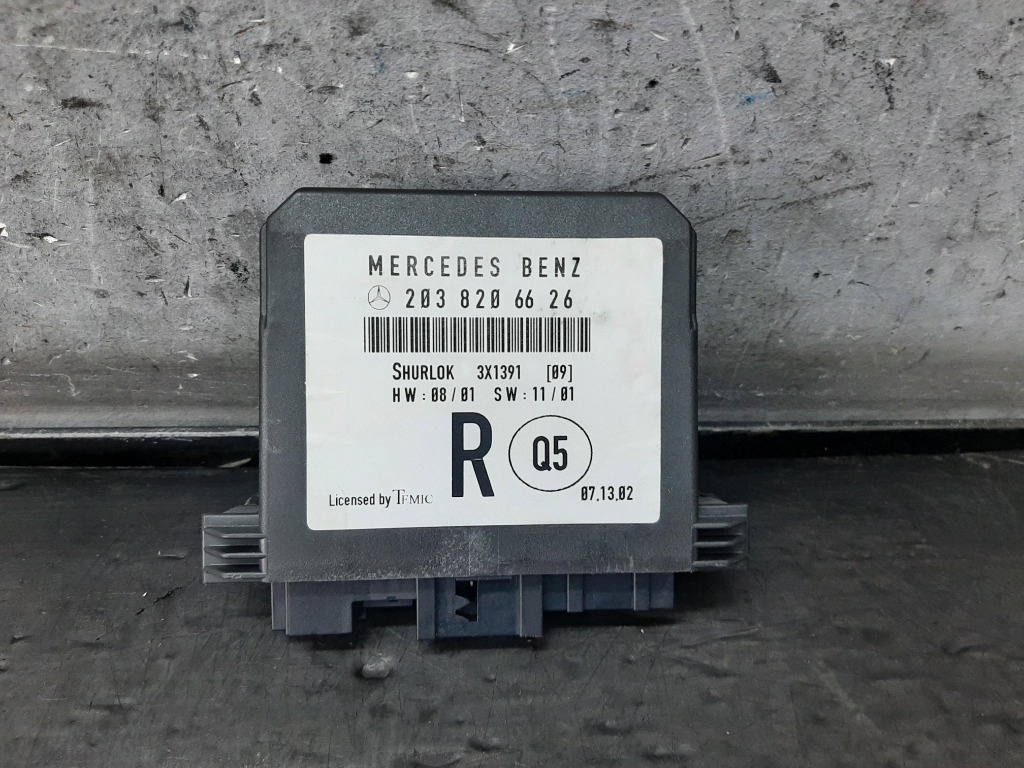 MERCEDES BENZ
203 820 66 26
SHURLOK 3X1391 [09]
HW:08/01 SW:11/01
R Q5
Licensed by TEMIC 07.13.02